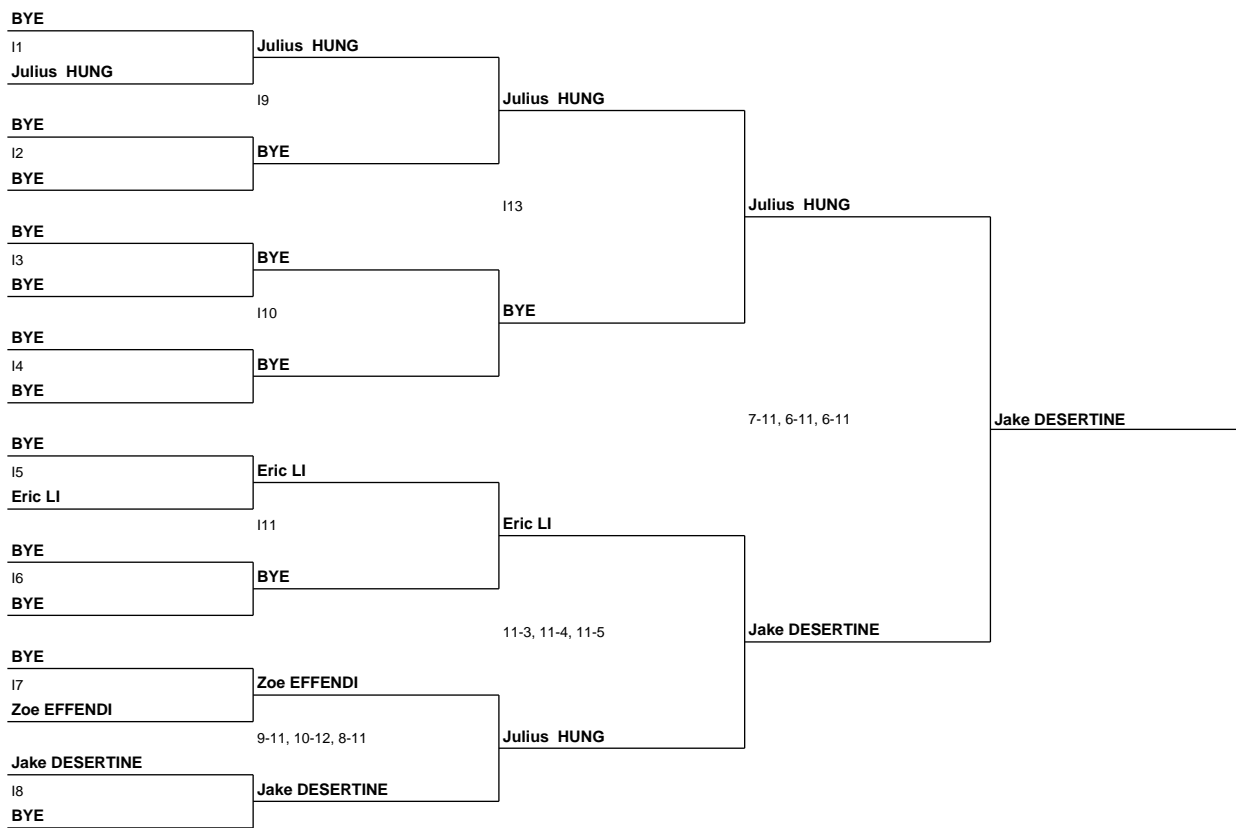 BYE
I1
Julius HUNG
Julius HUNG
I9
Julius HUNG
BYE
I2
BYE
BYE
I13
Julius HUNG
BYE
I3
BYE
BYE
I10
BYE
BYE
I4
BYE
BYE
7-11, 6-11, 6-11
Jake DESERTINE
BYE
I5
Eric LI
Eric LI
I11
Eric LI
BYE
I6
BYE
BYE
11-3, 11-4, 11-5
Jake DESERTINE
BYE
I7
Zoe EFFENDI
Zoe EFFENDI
9-11, 10-12, 8-11
Julius HUNG
Jake DESERTINE
I8
BYE
Jake DESERTINE